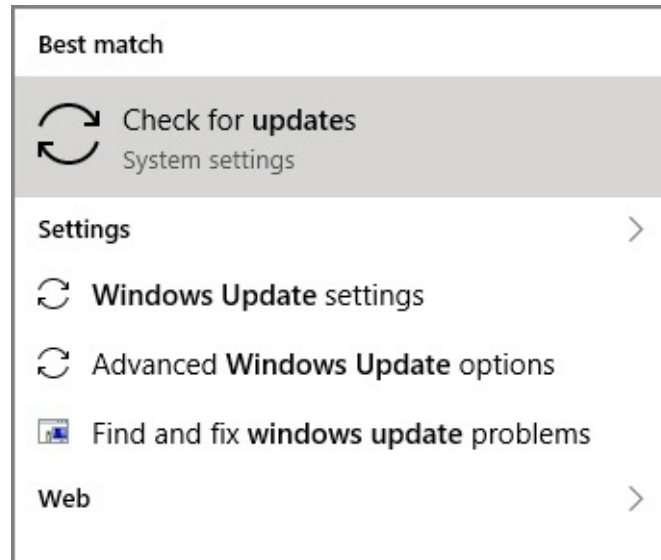 Best match
Check for updates
System settings
Settings
Windows Update settings
Advanced Windows Update options
Find and fix windows update problems
Web